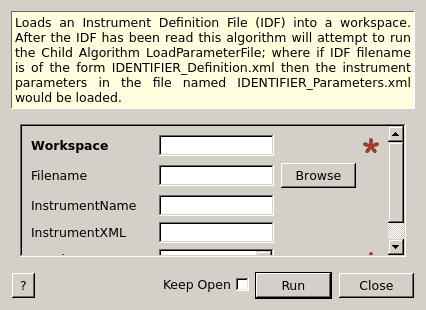 Loads an Instrument Definition File (IDF) into a workspace.
After the IDF has been read this algorithm will attempt to run
the Child Algorithm LoadParameterFile; where if IDF filename
is of the form IDENTIFIER_Definition.xml then the instrument
parameters in the file named IDENTIFIER_Parameters.xml
would be loaded.
Workspace
Filename Browse
InstrumentName
InstrumentXML
? Keep Open Run Close